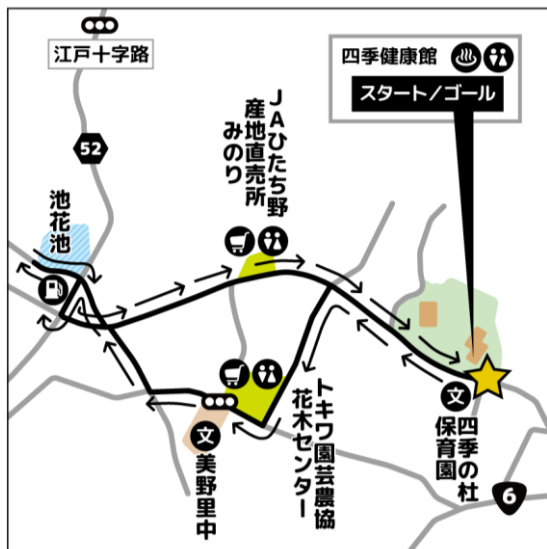 江戸十字路
四季健康館
スタート/ゴール
52
JAひたち野
産地直売所
みのり
池花池
トキワ園芸農協
花木センター
文
四季の杜
保育園
文
美野里中
6